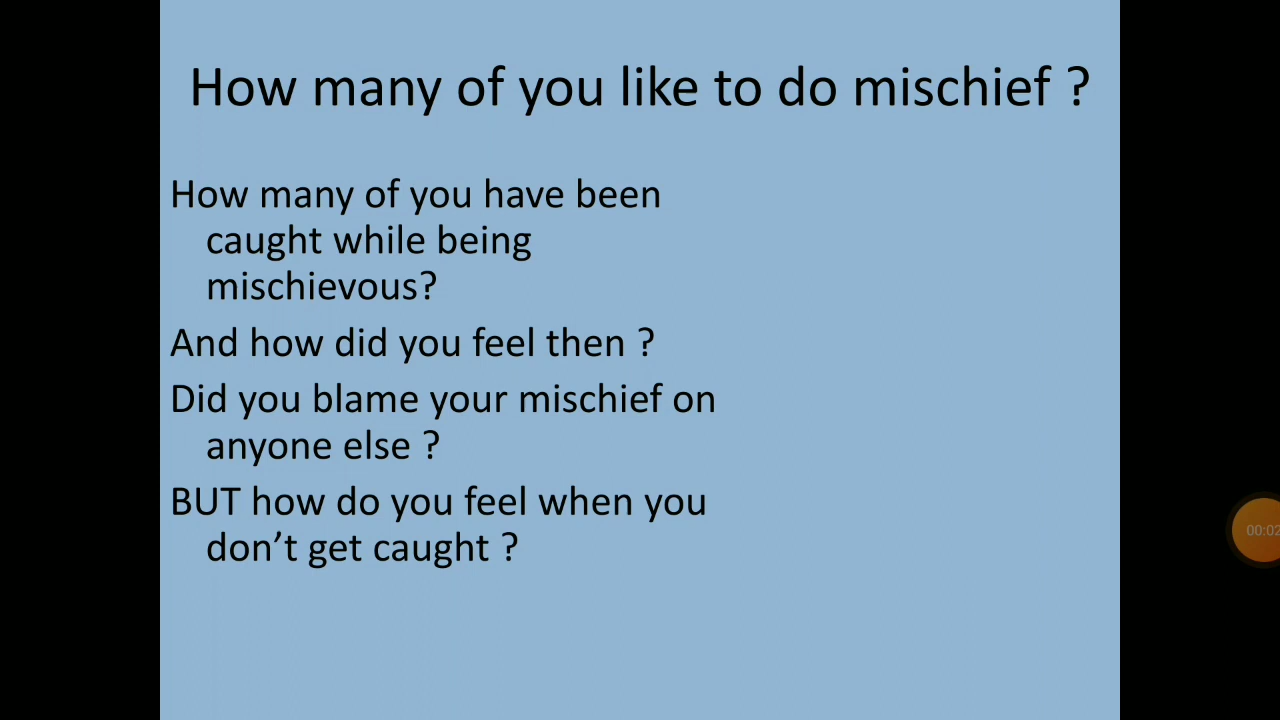 How many of you like to do mischief ?
How many of you have been
caught while being
mischievous?
And how did you feel then ?
Did you blame your mischief on
anyone else ?
BUT how do you feel when you
don’t get caught ?
00:02